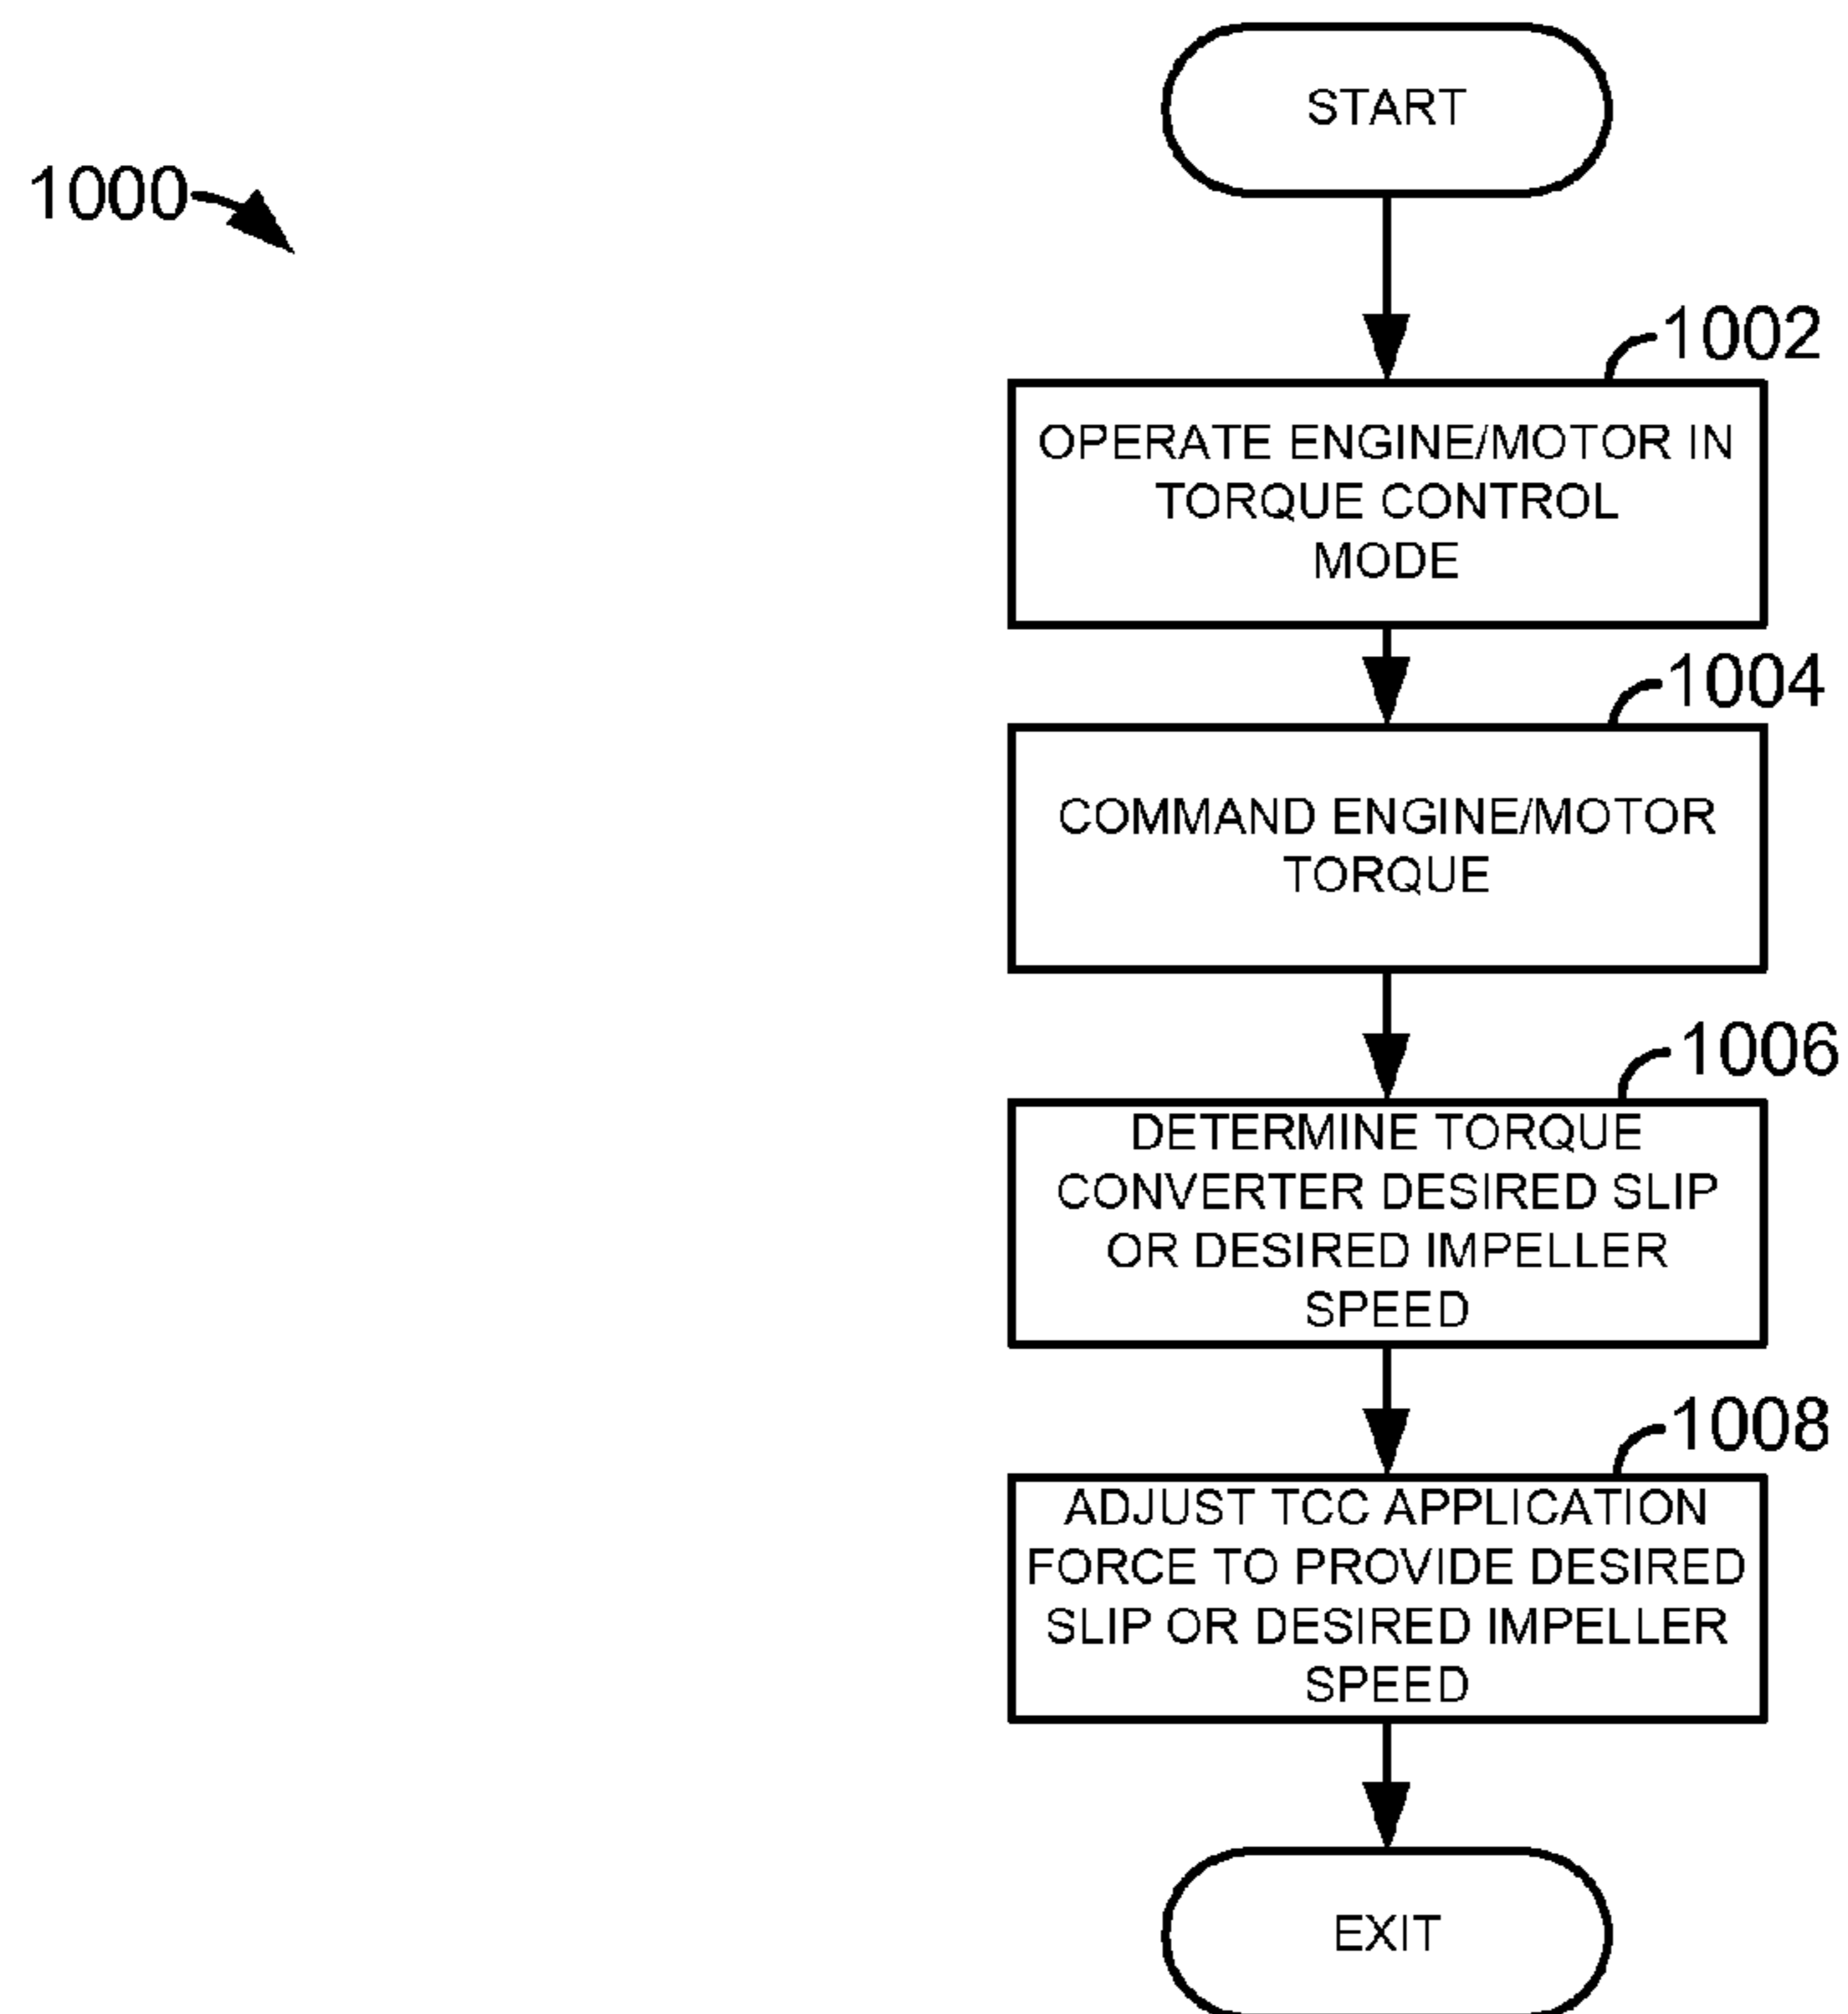 START
1000
1002
OPERATE ENGINE/MOTOR IN
TORQUE CONTROL
MODE
1004
COMMAND ENGINE/MOTOR
TORQUE
1006
DETERMINE TORQUE
CONVERTER DESIRED SLIP
OR DESIRED IMPELLER
SPEED
1008
ADJUST TCC APPLICATION
FORCE TO PROVIDE DESIRED
SLIP OR DESIRED IMPELLER
SPEED
EXIT